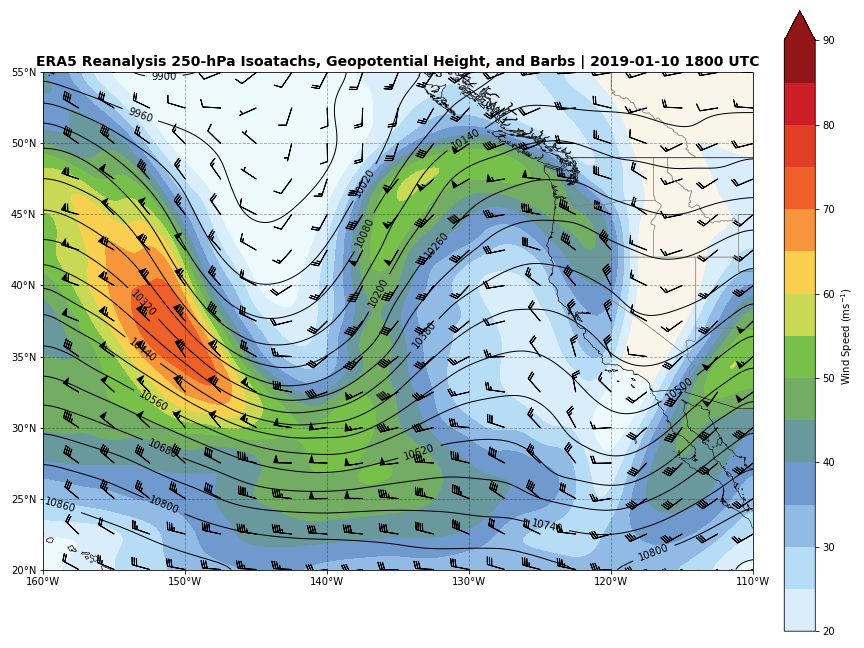 ERA5 Reanalysis 250-hPa Isoatachs, Geopotential Height, and Barbs | 2019-01-10 1800 UTC
55°N
50°N
45°N
40°N
35°N
30°N
25°N
20°N
160°W 150°W 140°W 130°W 120°W 110°W
9900
9960
10140
10020
10080
10260
10200
10320
10380
10440
10500
10560
10620
10680
10740
10800
10860
10800
90
80
70
60
50
40
30
20
Wind Speed (ms⁻¹)